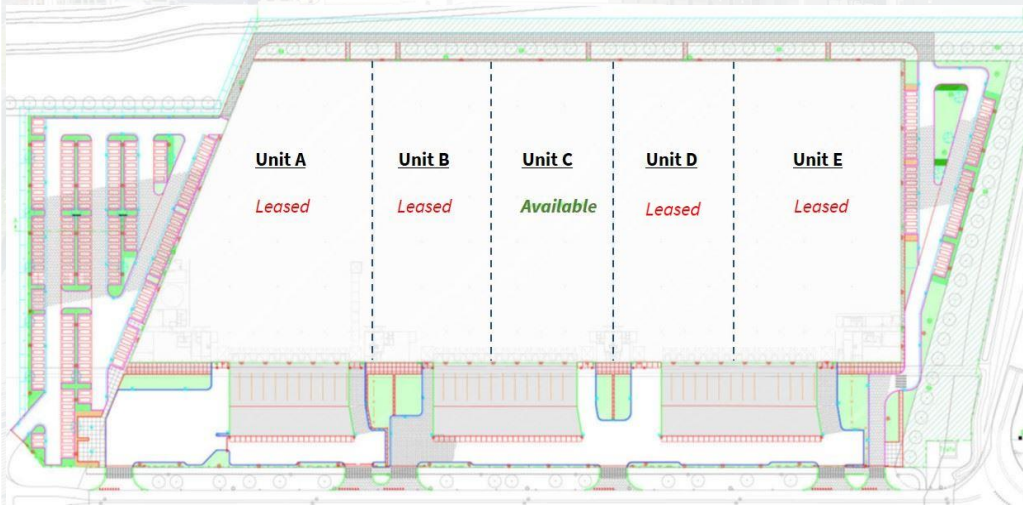 Unit A
Unit B
Unit C
Unit D
Unit E
Leased
Leased
Available
Leased
Leased